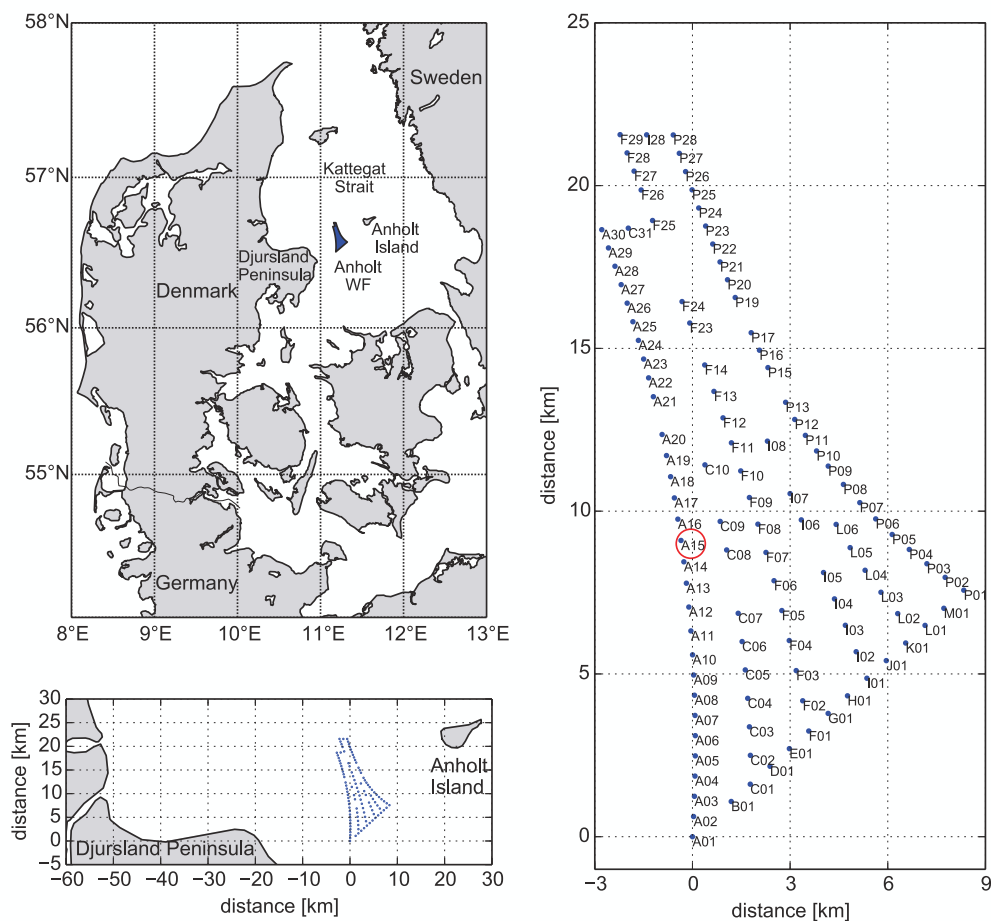 58°N
57°N
56°N
55°N
8°E
9°E
10°E
11°E
12°E
13°E
Sweden
Kattegat
Strait
Anholt
Island
Djursland
Peninsula
Anholt
WF
Denmark
Germany
distance [km]
30
25
20
15
10
5
0
−5
−60
−50
−40
−30
−20
−10
0
10
20
30
Anholt
Island
Djursland Peninsula
distance [km]
distance [km]
25
20
15
10
5
0
−3
0
3
6
9
distance [km]
F29 I28 P28
F28 P27
F27 P26
F26 P25
P24
F25 P23
A30 C31
A29 P22
A28 P21
A27 P20
A26 F24 P19
A25 F23
A24 P17
A23 P16
A22 F14 P15
A21 F13 P13
F12 P12
A20 F11 I08 P11
A19 P10
A18 C10 F10 P09
A17 F09 I07 P08
P07
A16 C09 F08 I06 L06 P06
A15 P05
A14 C08 F07 L05 P04
A13 F06 I05 L04 P03
P02
A12 C07 F05 I04 L03 P01
A11 I03 L02 M01
A10 C06 F04 I02 L01
A09 C05 F03 K01
A08 C04 I01 J01
A07 F02 H01
A06 C03 G01
A05 C02 E01 F01
A04 C01 D01
A03 B01
A02
A01